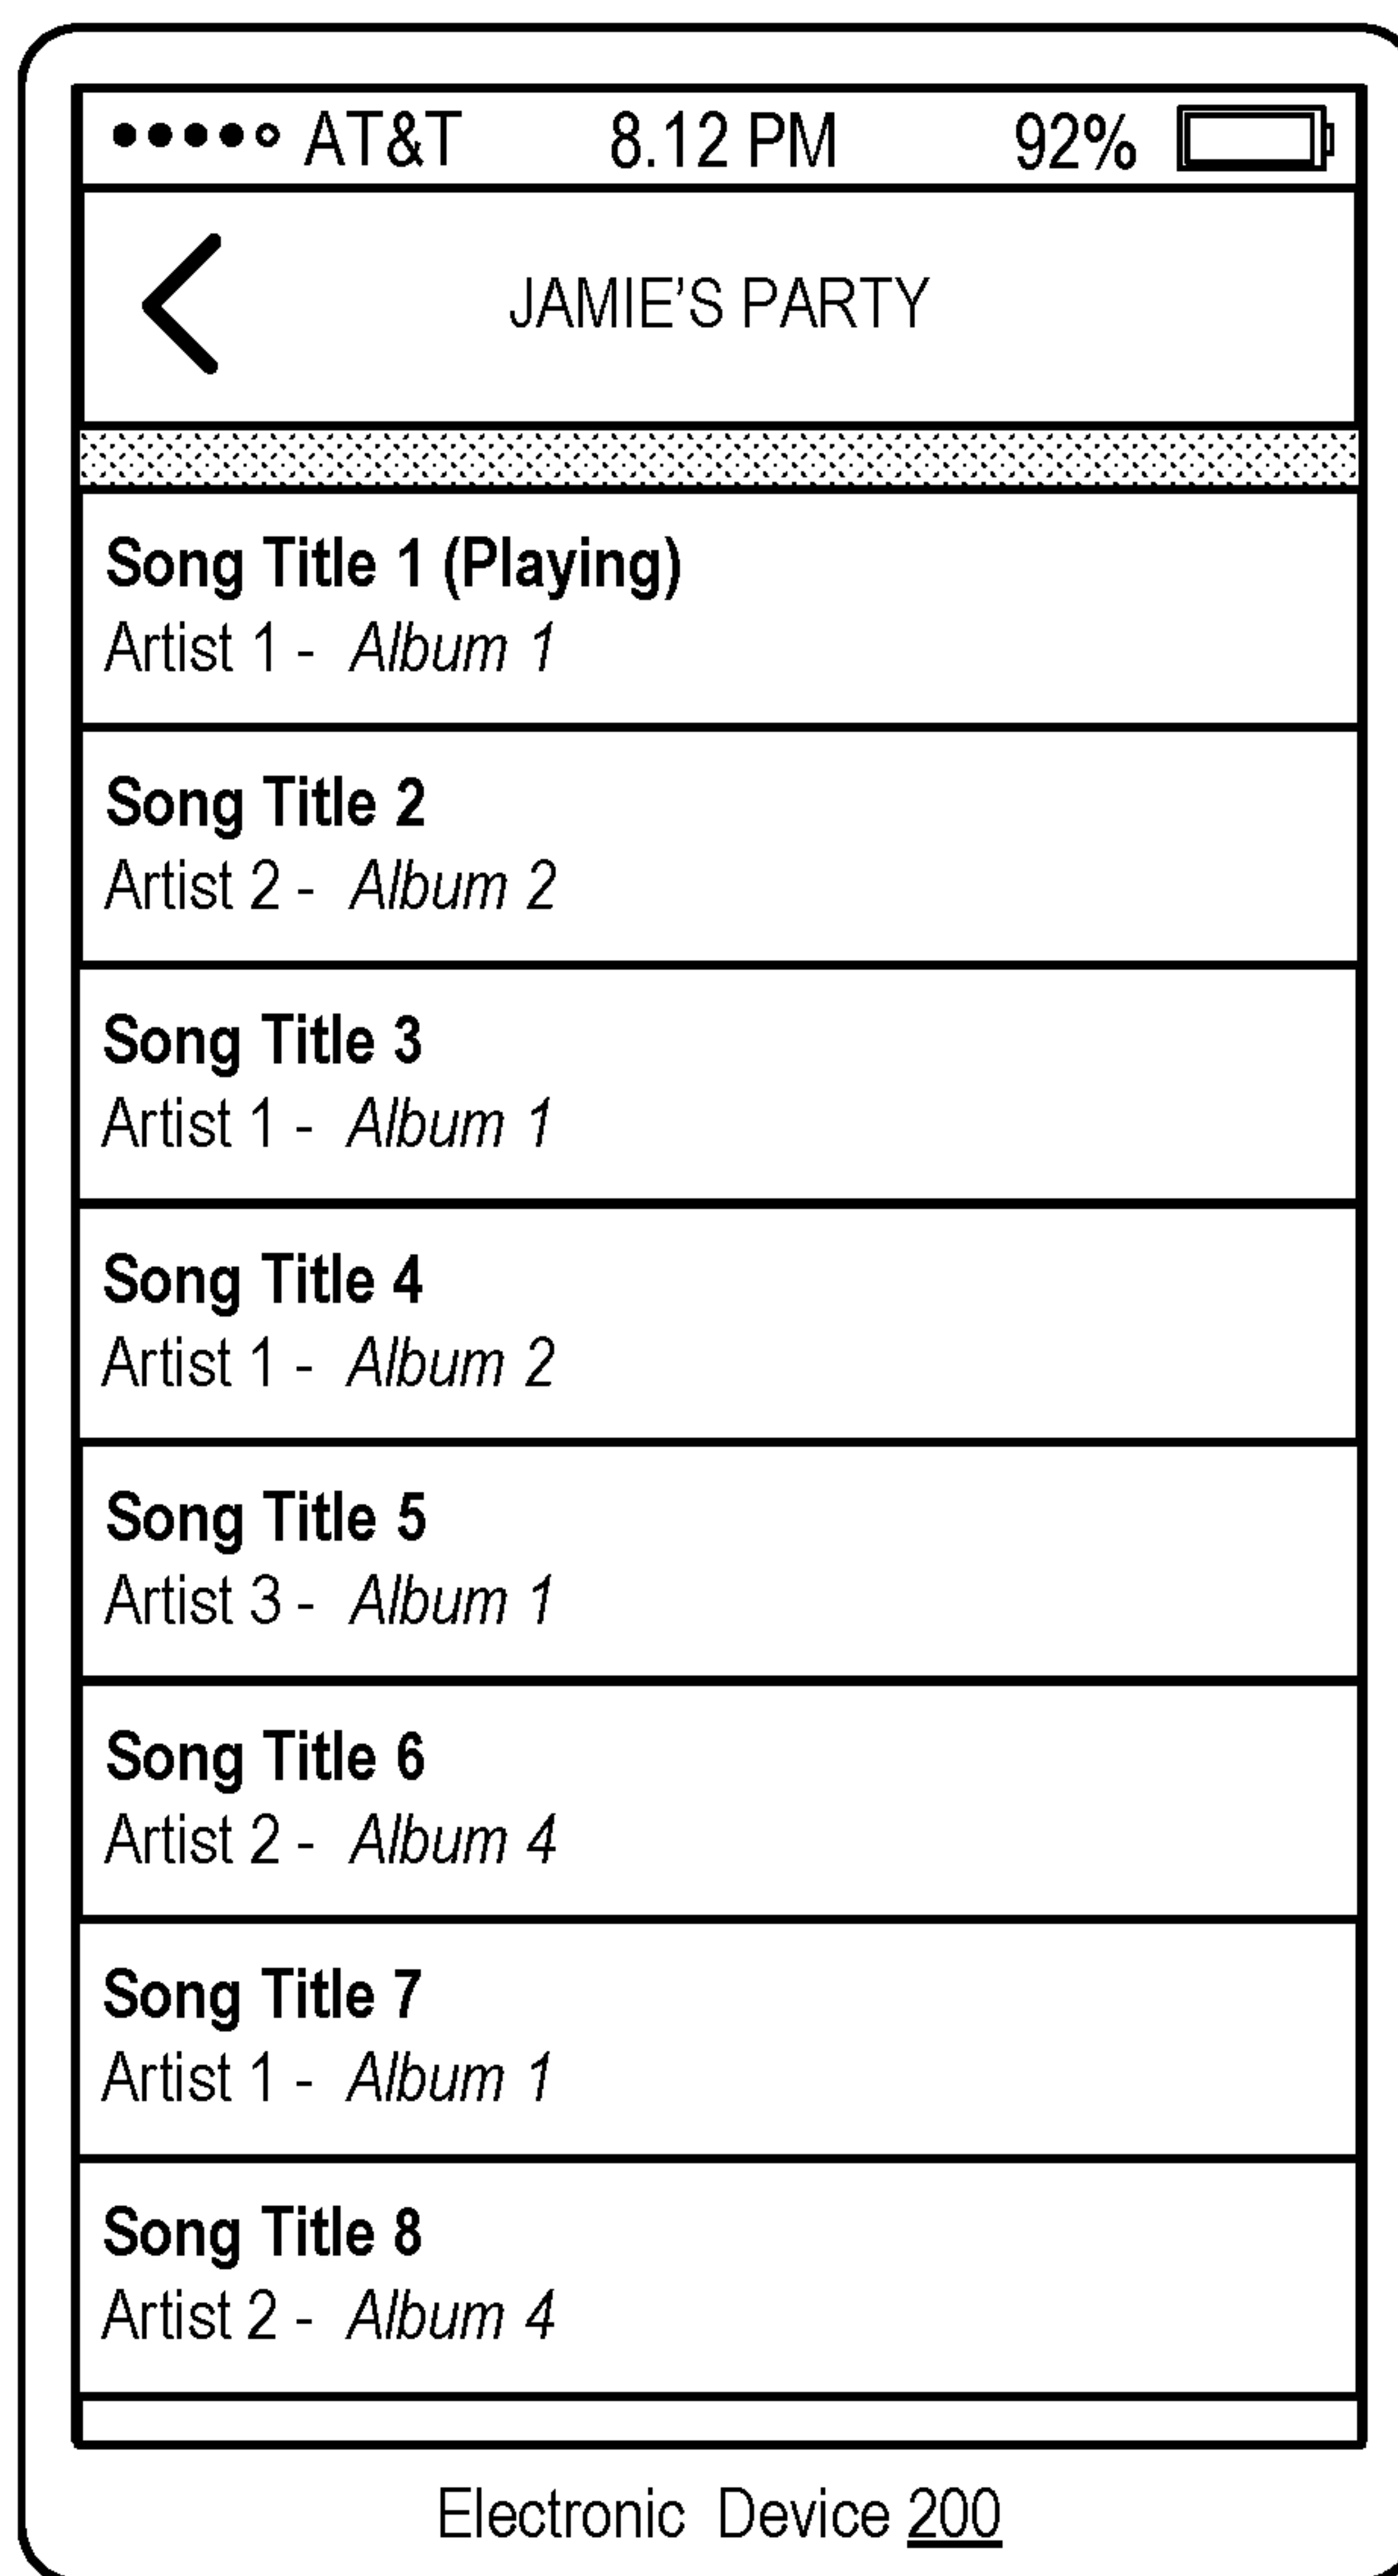 AT&T 8.12 PM 92%
JAMIE'S PARTY
Song Title 1 (Playing)
Artist 1 - Album 1
Song Title 2
Artist 2 - Album 2
Song Title 3
Artist 1 - Album 1
Song Title 4
Artist 1 - Album 2
Song Title 5
Artist 3 - Album 1
Song Title 6
Artist 2 - Album 4
Song Title 7
Artist 1 - Album 1
Song Title 8
Artist 2 - Album 4
Electronic Device 200